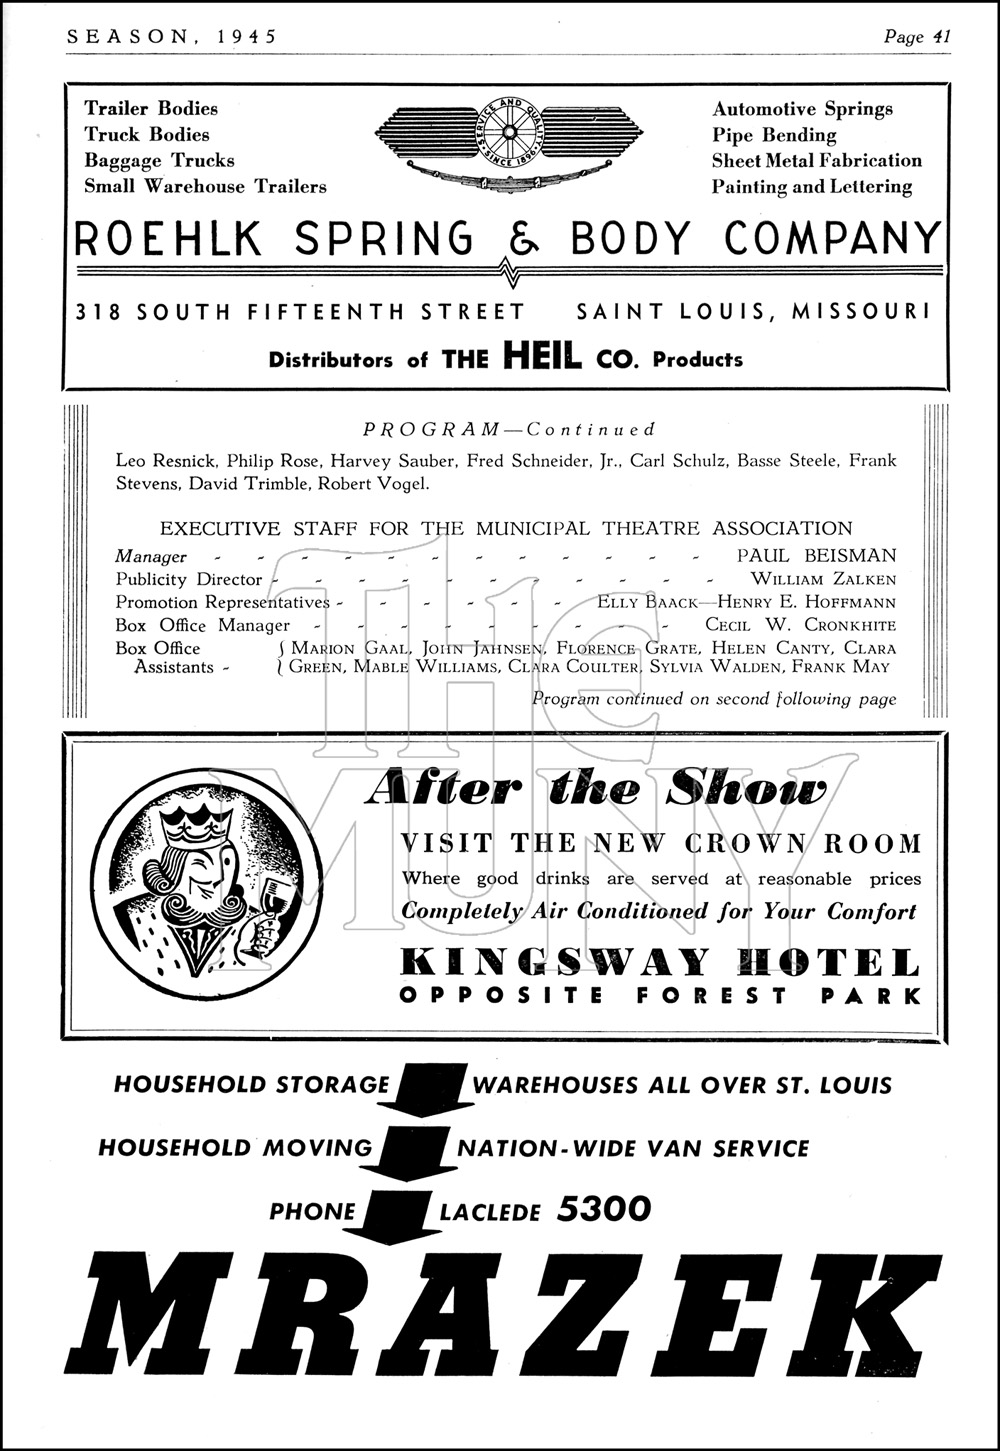 SEASON, 1945 Page 41
Trailer Bodies
Truck Bodies
Baggage Trucks
Small Warehouse Trailers
SERVICE AND QUALITY
SINCE 1896
Automotive Springs
Pipe Bending
Sheet Metal Fabrication
Painting and Lettering
ROEHLK SPRING & BODY COMPANY
318 SOUTH FIFTEENTH STREET SAINT LOUIS, MISSOURI
Distributors of THE HEIL CO. Products
PROGRAM—Continued
Leo Resnick, Philip Rose, Harvey Sauber, Fred Schneider, Jr., Carl Schulz, Basse Steele, Frank
Stevens, David Trimble, Robert Vogel.
EXECUTIVE STAFF FOR THE MUNICIPAL THEATRE ASSOCIATION
Manager - - - - - - - - - - - - PAUL BEISMAN
Publicity Director - - - - - - - - - - - WILLIAM ZALKEN
Promotion Representatives - - - - - - ELLY BAACK—HENRY E. HOFFMANN
Box Office Manager - - - - - - - - - CECIL W. CRONKHITE
Box Office { MARION GAAL, JOHN JAHNSEN, FLORENCE GRATE, HELEN CANTY, CLARA
Assistants - { GREEN, MABLE WILLIAMS, CLARA COULTER, SYLVIA WALDEN, FRANK MAY
Program continued on second following page
THE
MUNY
After the Show
VISIT THE NEW CROWN ROOM
Where good drinks are served at reasonable prices
Completely Air Conditioned for Your Comfort
KINGSWAY HOTEL
OPPOSITE FOREST PARK
HOUSEHOLD STORAGE WAREHOUSES ALL OVER ST. LOUIS
HOUSEHOLD MOVING NATION-WIDE VAN SERVICE
PHONE LACLEDE 5300
MRAZEK